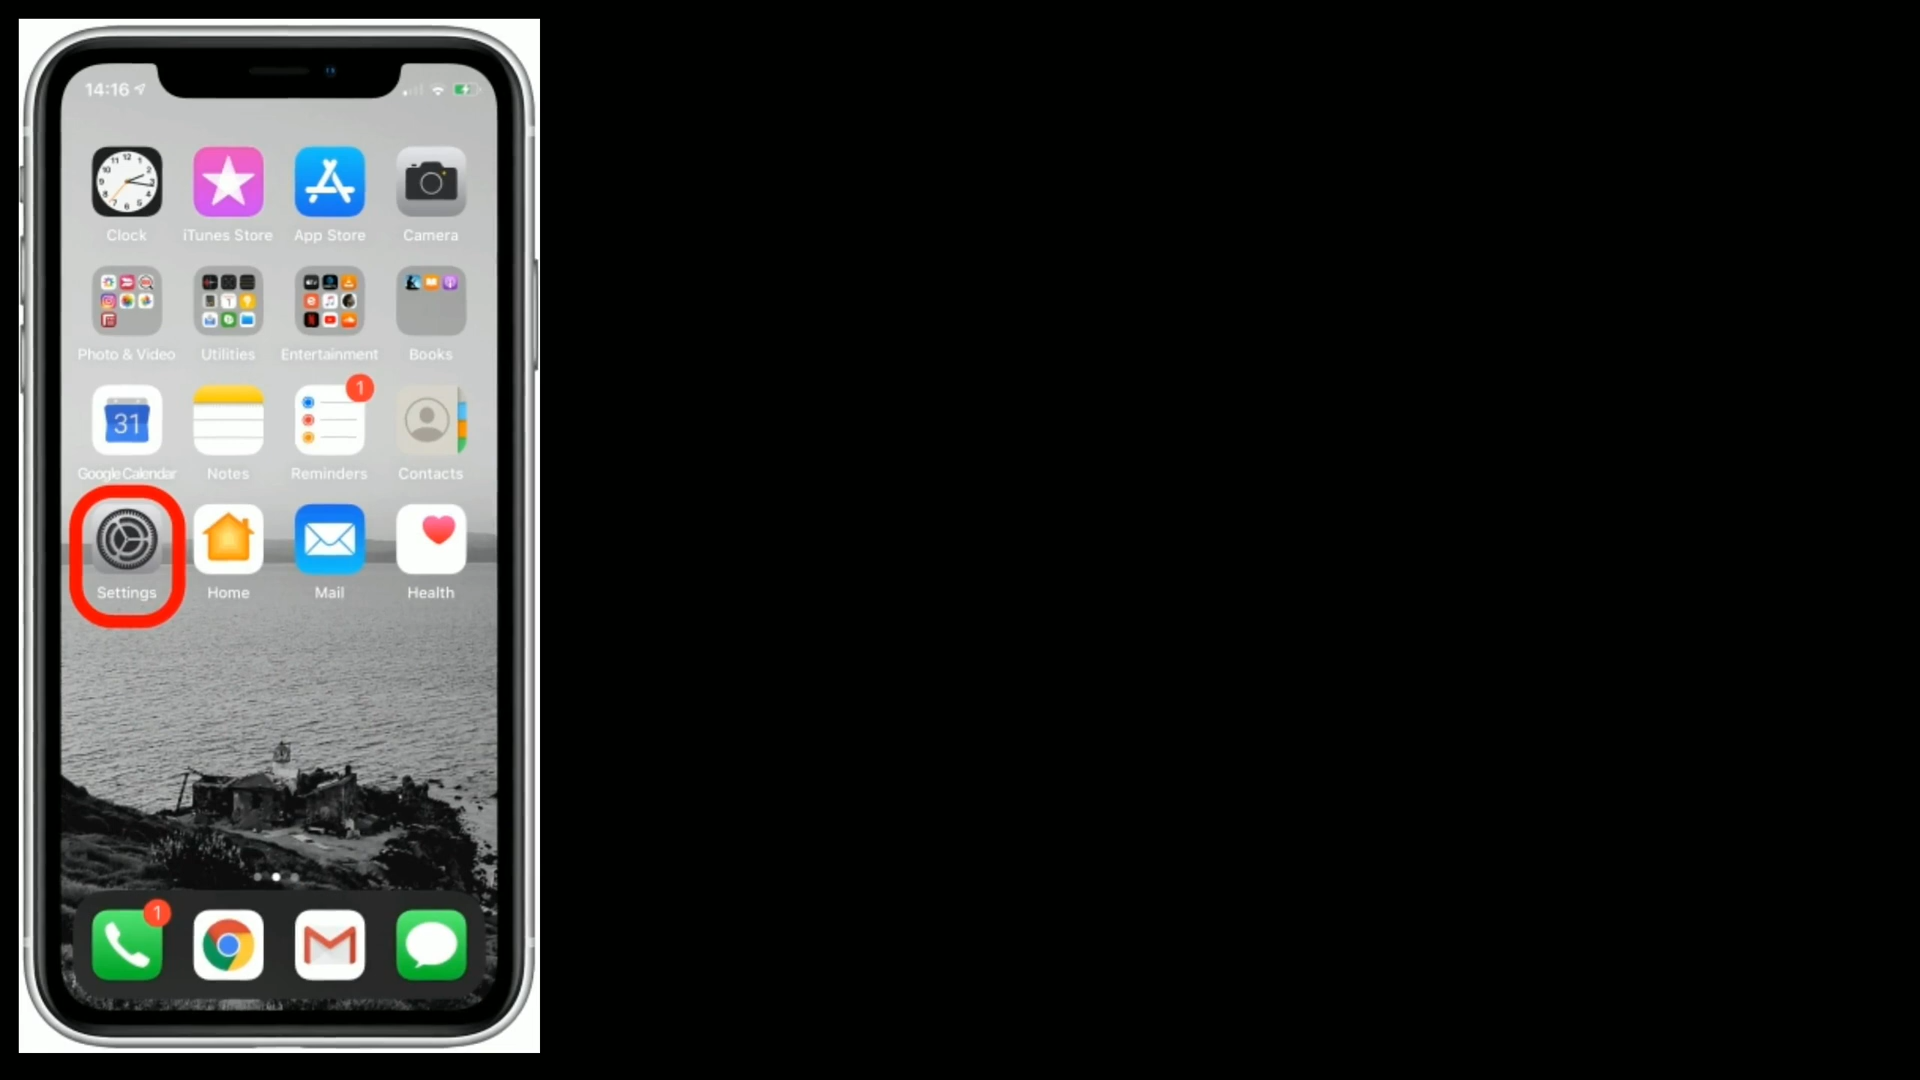 14:16
Clock iTunes Store App Store Camera
Photo & Video Utilities Entertainment Books
1
31
Google Calendar Notes Reminders Contacts
Settings Home Mail Health
1